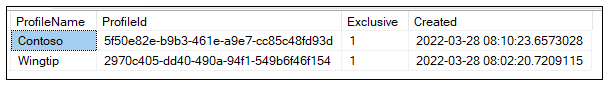 ProfileName ProfileId Exclusive Created
Contoso 5f50e82e-b9b3-461e-a9e7-cc85c48fd93d 1 2022-03-28 08:10:23.6573028
Wingtip 2970c405-dd40-490a-94f1-549b6f46f154 1 2022-03-28 08:02:20.7209115